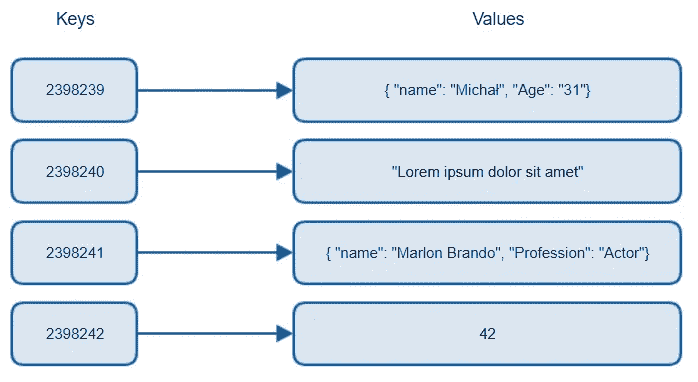 Keys Values
2398239 { "name": "Michał", "Age": "31"}
2398240 "Lorem ipsum dolor sit amet"
2398241 { "name": "Marlon Brando", "Profession": "Actor"}
2398242 42